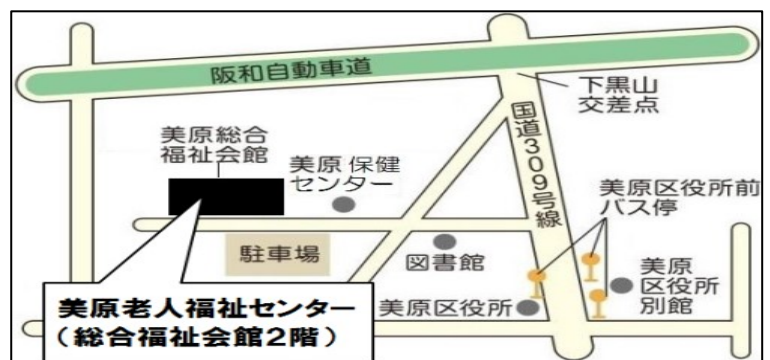 阪和自動車道
下黒山
交差点
国道309号線
美原総合
福祉会館
美原 保健
センター
美原区役所前
バス停
駐車場
図書館
美原
区役所
別館
美原区役所
美原老人福祉センター
（総合福祉会館２階）